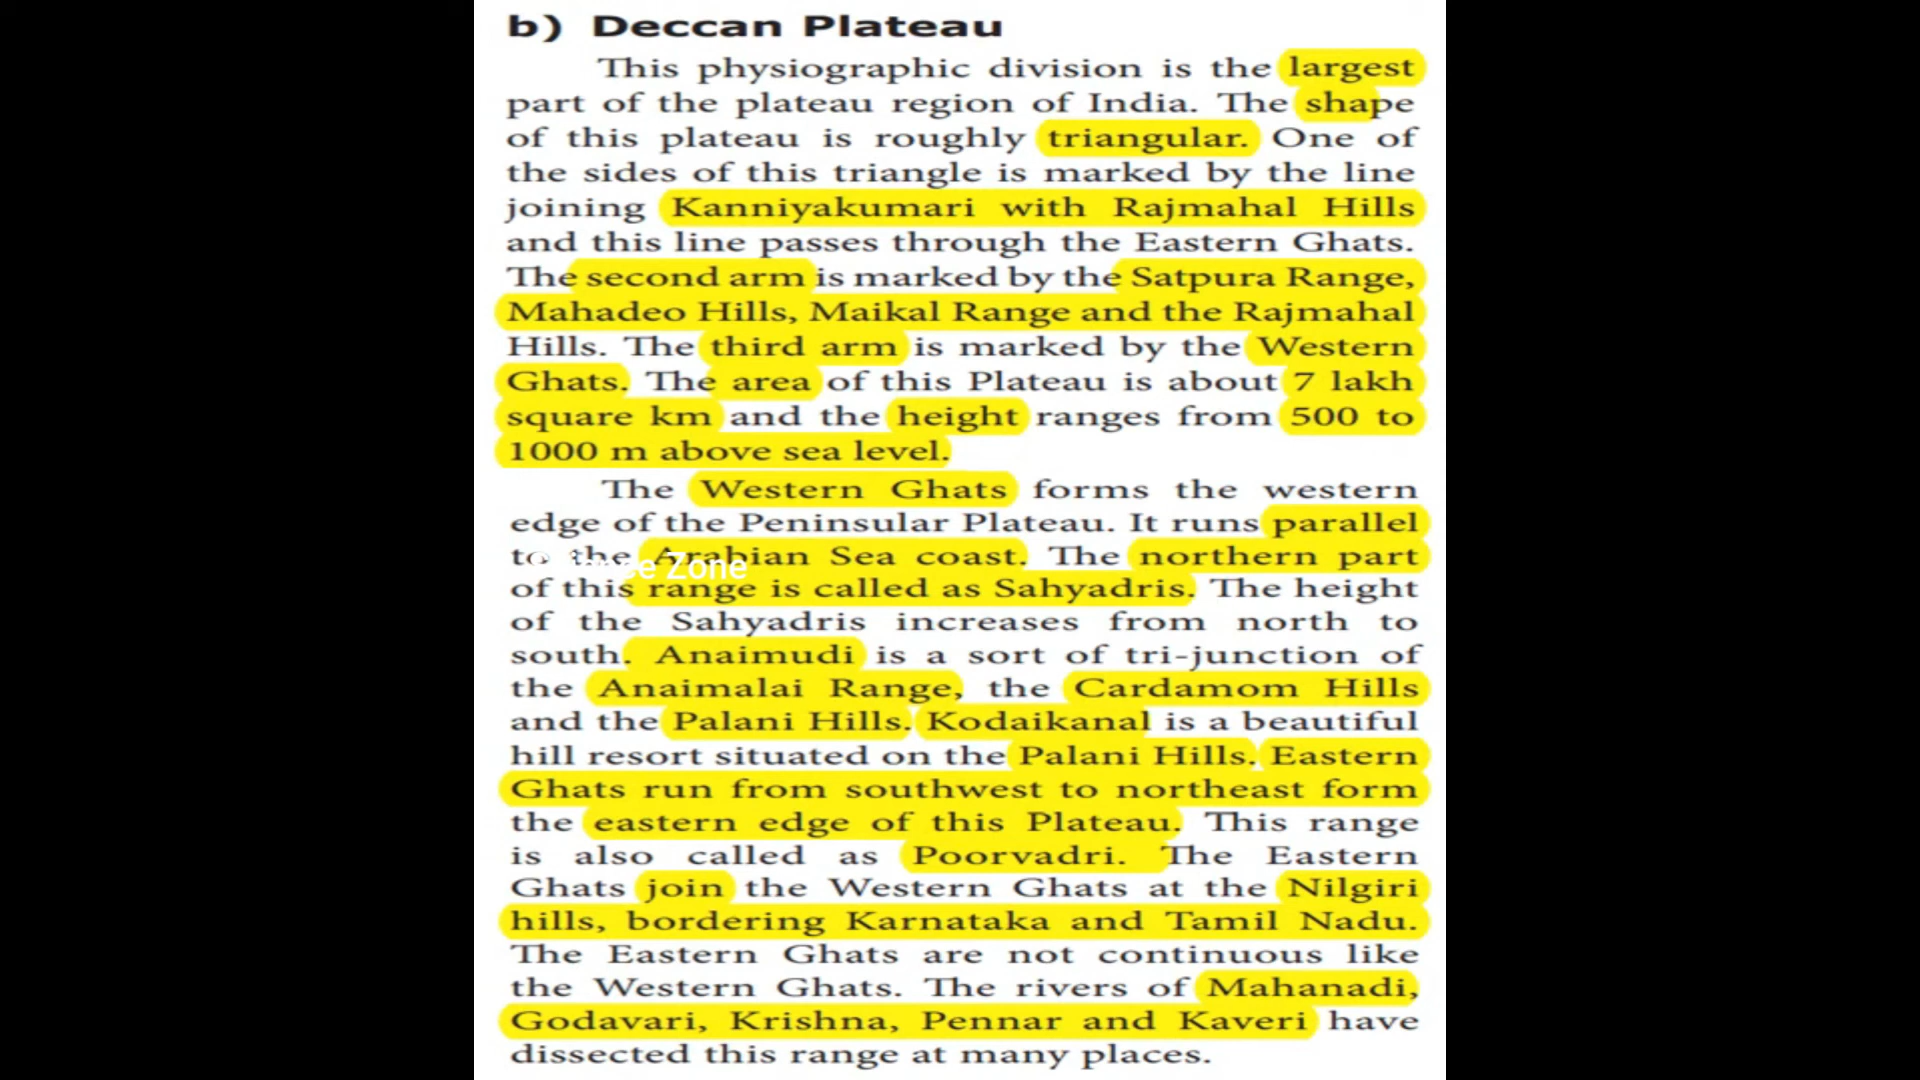 b) Deccan Plateau
This physiographic division is the largest
part of the plateau region of India. The shape
of this plateau is roughly triangular. One of
the sides of this triangle is marked by the line
joining Kanniyakumari with Rajmahal Hills
and this line passes through the Eastern Ghats.
The second arm is marked by the Satpura Range,
Mahadeo Hills, Maikal Range and the Rajmahal
Hills. The third arm is marked by the Western
Ghats. The area of this Plateau is about 7 lakh
square km and the height ranges from 500 to
1000 m above sea level.
The Western Ghats forms the western
edge of the Peninsular Plateau. It runs parallel
to the Arabian Sea coast. The northern part
Zone
of this range is called as Sahyadris. The height
of the Sahyadris increases from north to
south. Anaimudi is a sort of tri-junction of
the Anaimalai Range, the Cardamom Hills
and the Palani Hills. Kodaikanal is a beautiful
hill resort situated on the Palani Hills. Eastern
Ghats run from southwest to northeast form
the eastern edge of this Plateau. This range
is also called as Poorvadri. The Eastern
Ghats join the Western Ghats at the Nilgiri
hills, bordering Karnataka and Tamil Nadu.
The Eastern Ghats are not continuous like
the Western Ghats. The rivers of Mahanadi,
Godavari, Krishna, Pennar and Kaveri have
dissected this range at many places.